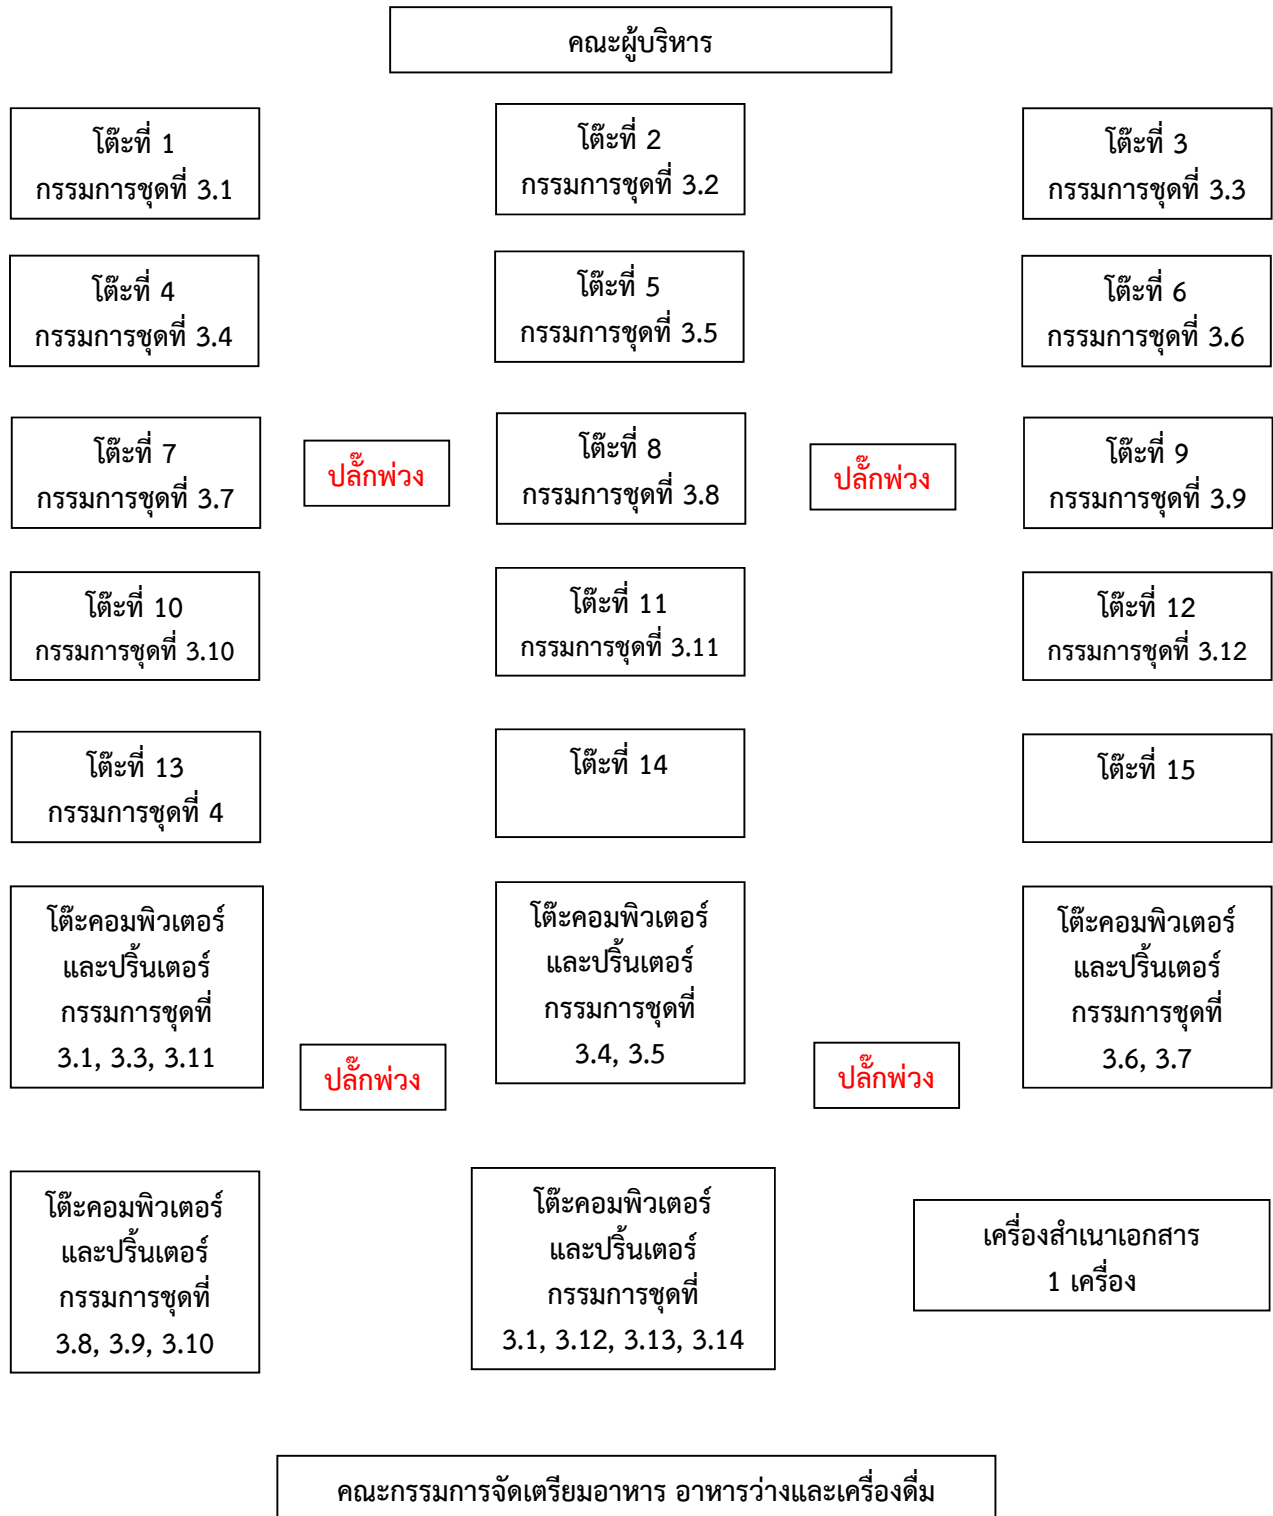 คณะผู้บริหาร
โต๊ะที่ 1
กรรมการชุดที่ 3.1
โต๊ะที่ 2
กรรมการชุดที่ 3.2
โต๊ะที่ 3
กรรมการชุดที่ 3.3
โต๊ะที่ 4
กรรมการชุดที่ 3.4
โต๊ะที่ 5
กรรมการชุดที่ 3.5
โต๊ะที่ 6
กรรมการชุดที่ 3.6
โต๊ะที่ 7
กรรมการชุดที่ 3.7
ปลั๊กพ่วง
โต๊ะที่ 8
กรรมการชุดที่ 3.8
ปลั๊กพ่วง
โต๊ะที่ 9
กรรมการชุดที่ 3.9
โต๊ะที่ 10
กรรมการชุดที่ 3.10
โต๊ะที่ 11
กรรมการชุดที่ 3.11
โต๊ะที่ 12
กรรมการชุดที่ 3.12
โต๊ะที่ 13
กรรมการชุดที่ 4
โต๊ะที่ 14
โต๊ะที่ 15
โต๊ะคอมพิวเตอร์
และปริ้นเตอร์
กรรมการชุดที่
3.1, 3.3, 3.11
ปลั๊กพ่วง
โต๊ะคอมพิวเตอร์
และปริ้นเตอร์
กรรมการชุดที่
3.4, 3.5
ปลั๊กพ่วง
โต๊ะคอมพิวเตอร์
และปริ้นเตอร์
กรรมการชุดที่
3.6, 3.7
โต๊ะคอมพิวเตอร์
และปริ้นเตอร์
กรรมการชุดที่
3.8, 3.9, 3.10
โต๊ะคอมพิวเตอร์
และปริ้นเตอร์
กรรมการชุดที่
3.1, 3.12, 3.13, 3.14
เครื่องสำเนาเอกสาร
1 เครื่อง
คณะกรรมการจัดเตรียมอาหาร อาหารว่างและเครื่องดื่ม